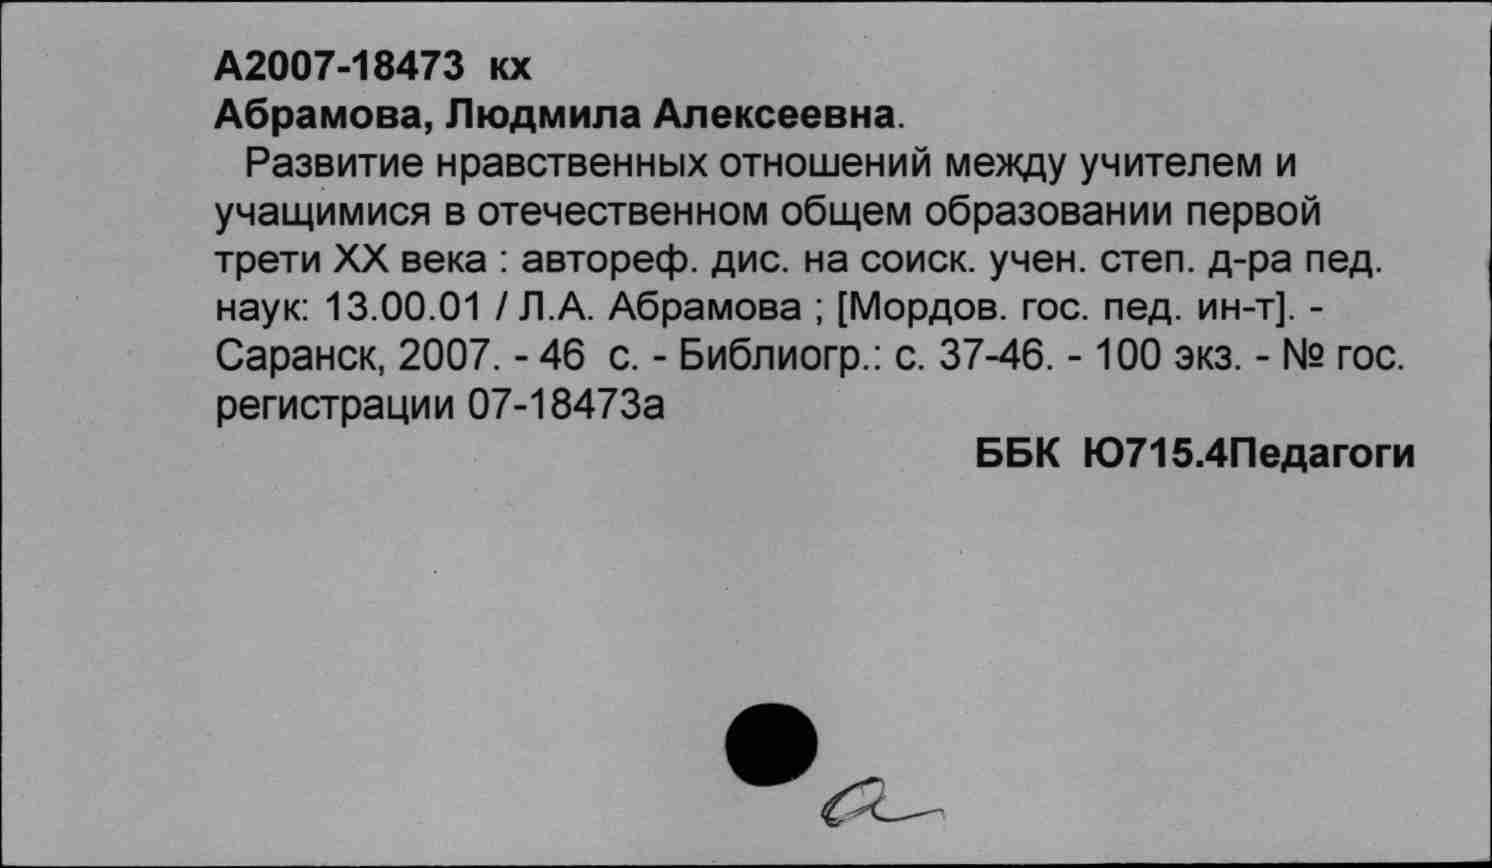 А2007-18473 кх
Абрамова, Людмила Алексеевна.
Развитие нравственных отношений между учителем и
учащимися в отечественном общем образовании первой
трети XX века : автореф. дис. на соиск. учен. степ. д-ра пед.
наук: 13.00.01 / Л.А. Абрамова ; [Мордов. гос. пед. ин-т]. -
Саранск, 2007. - 46 с. - Библиогр.: с. 37-46. - 100 экз. - № гос.
регистрации 07-18473а
ББК Ю715.4Педагоги
а